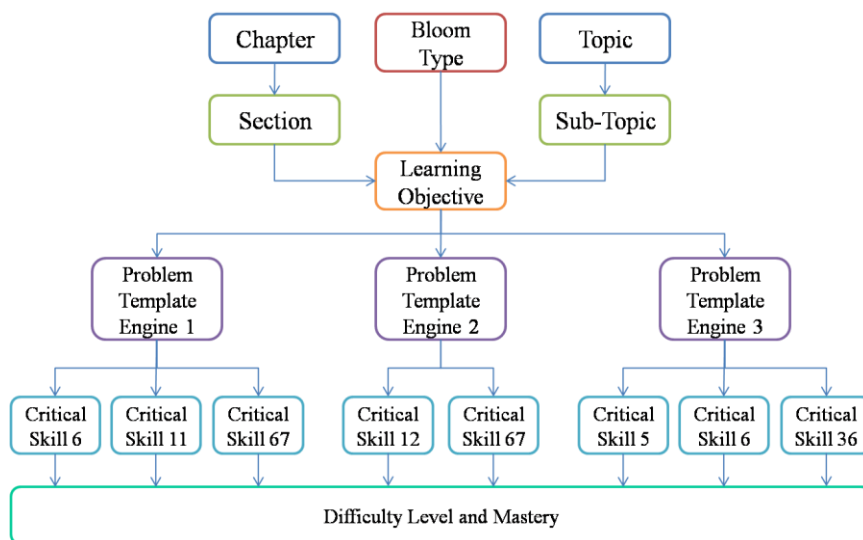 Chapter
Bloom
Type
Topic
Section
Sub-Topic
Learning
Objective
Problem
Template
Engine 1
Problem
Template
Engine 2
Problem
Template
Engine 3
Critical
Skill 6
Critical
Skill 11
Critical
Skill 67
Critical
Skill 12
Critical
Skill 67
Critical
Skill 5
Critical
Skill 6
Critical
Skill 36
Difficulty Level and Mastery